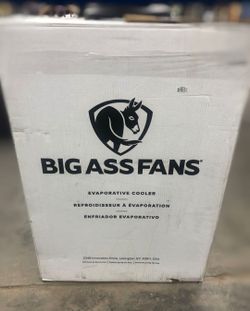 BIG ASS FANS
EVAPORATIVE COOLER
REFROIDISSEUR À ÉVAPORATION
ENFRIADOR EVAPORATIVO